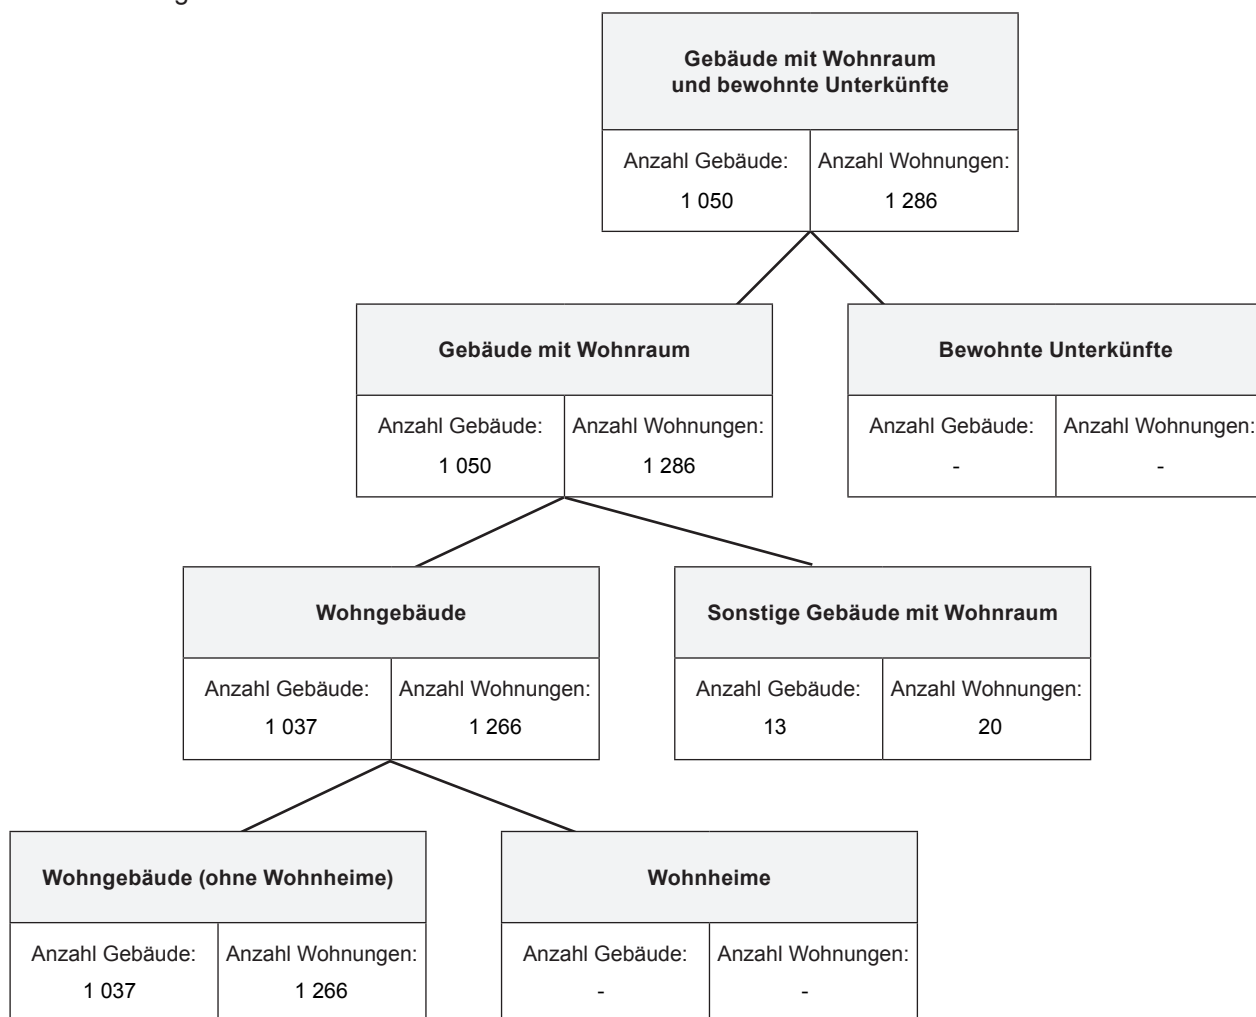 Gebäude mit Wohnraum
und bewohnte Unterkünfte
Anzahl Gebäude: Anzahl Wohnungen:
1 050 1 286
Gebäude mit Wohnraum Bewohnte Unterkünfte
Anzahl Gebäude: Anzahl Wohnungen: Anzahl Gebäude: Anzahl Wohnungen:
1 050 1 286 - -
Wohngebäude Sonstige Gebäude mit Wohnraum
Anzahl Gebäude: Anzahl Wohnungen: Anzahl Gebäude: Anzahl Wohnungen:
1 037 1 266 13 20
Wohngebäude (ohne Wohnheime) Wohnheime
Anzahl Gebäude: Anzahl Wohnungen: Anzahl Gebäude: Anzahl Wohnungen:
1 037 1 266 - -